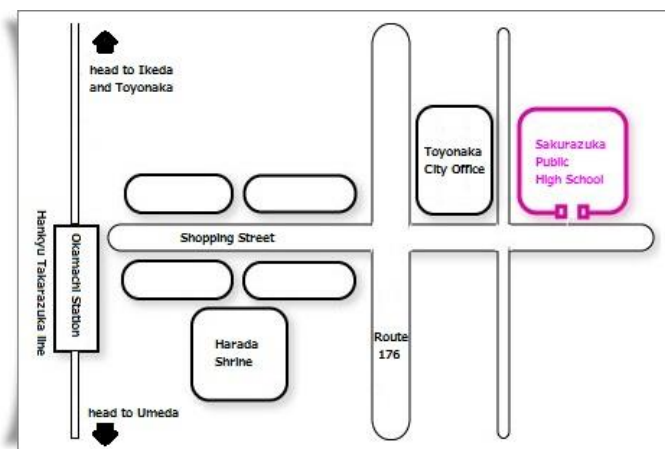 head to Ikeda
and Toyonaka
Toyonaka
City Office
Sakurazuka
Public
High School
Shopping Street
Hankyu Takarazuka line
Okamachi Station
Harada
Shrine
Route
176
head to Umeda